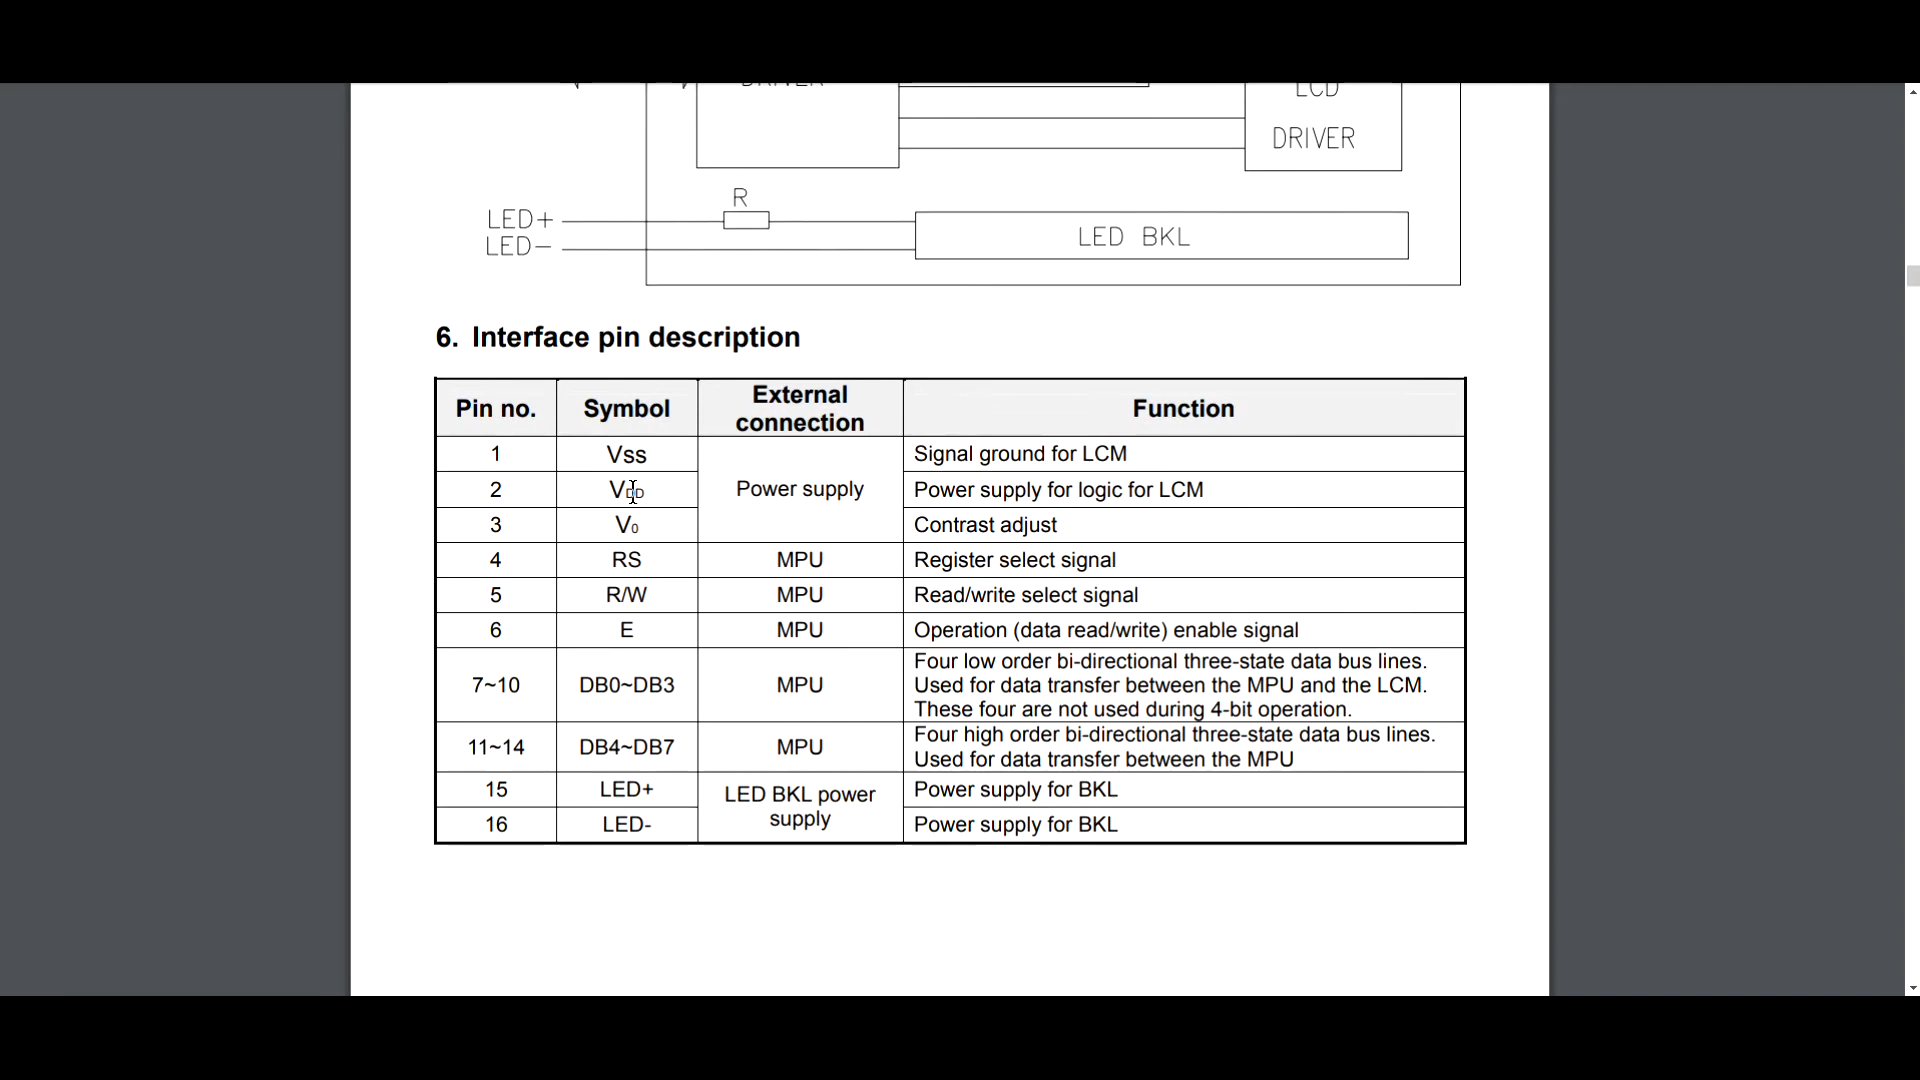 DRIVER
LCD
DRIVER
R
LED+
LED-
LED BKL
6. Interface pin description
Pin no. Symbol External connection Function
1 Vss Power supply Signal ground for LCM
2 VDD Power supply for logic for LCM
3 V0 Contrast adjust
4 RS MPU Register select signal
5 R/W MPU Read/write select signal
6 E MPU Operation (data read/write) enable signal
7~10 DB0~DB3 MPU Four low order bi-directional three-state data bus lines.
Used for data transfer between the MPU and the LCM.
These four are not used during 4-bit operation.
11~14 DB4~DB7 MPU Four high order bi-directional three-state data bus lines.
Used for data transfer between the MPU
15 LED+ LED BKL power supply Power supply for BKL
16 LED- Power supply for BKL